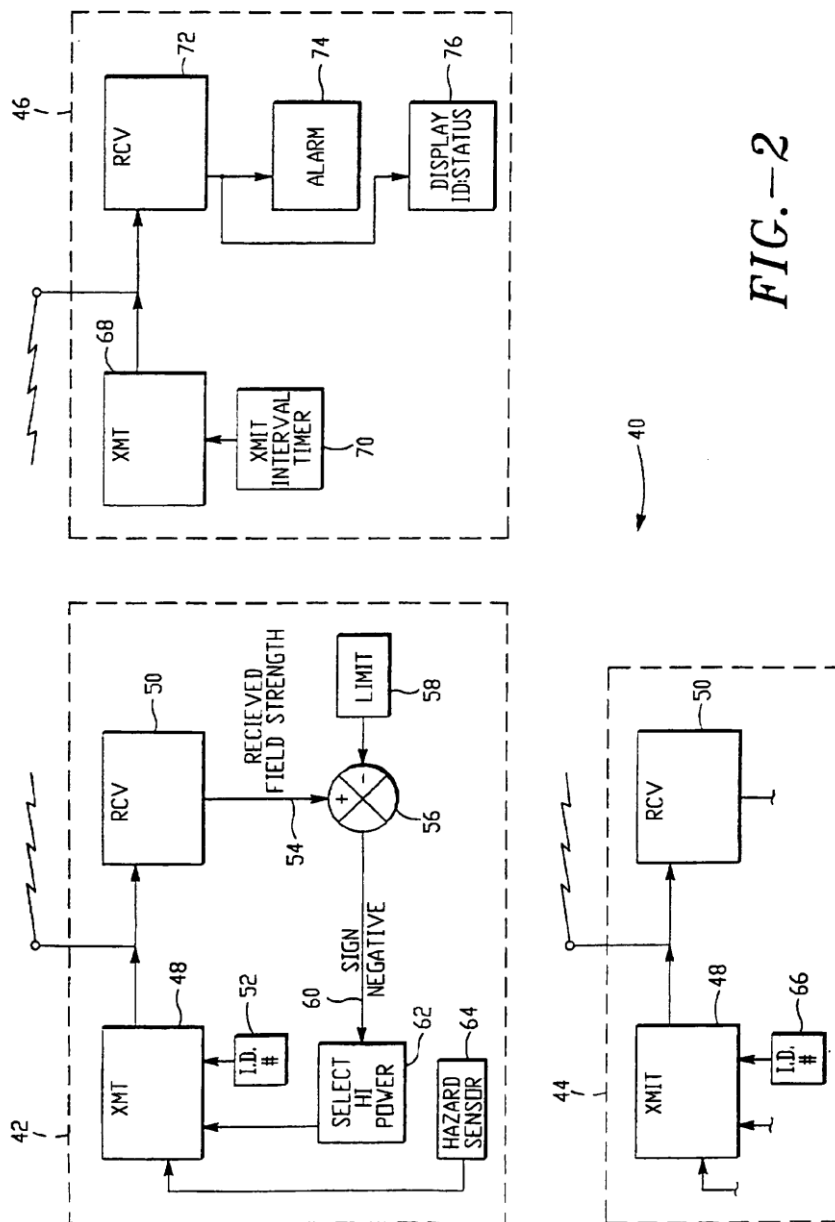 42
XMT
48
I.D.
#
52
SELECT
HI
POWER
62
HAZARD
SENSOR
64
RCV
50
RECIEVED
FIELD STRENGTH
54
+
-
56
LIMIT
58
SIGN
NEGATIVE
60
46
XMT
68
XMIT
INTERVAL
TIMER
70
RCV
72
ALARM
74
DISPLAY
ID:STATUS
76
44
XMIT
48
I.D.
#
66
RCV
50
40
FIG.-2